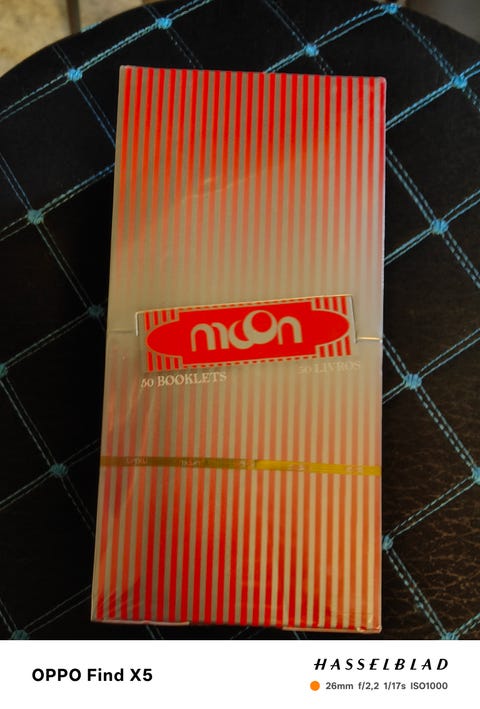 moon
50 BOOKLETS
50 LIVROS
OPPO Find X5
HASSELBLAD
26mm f/2,2 1/17s ISO1000